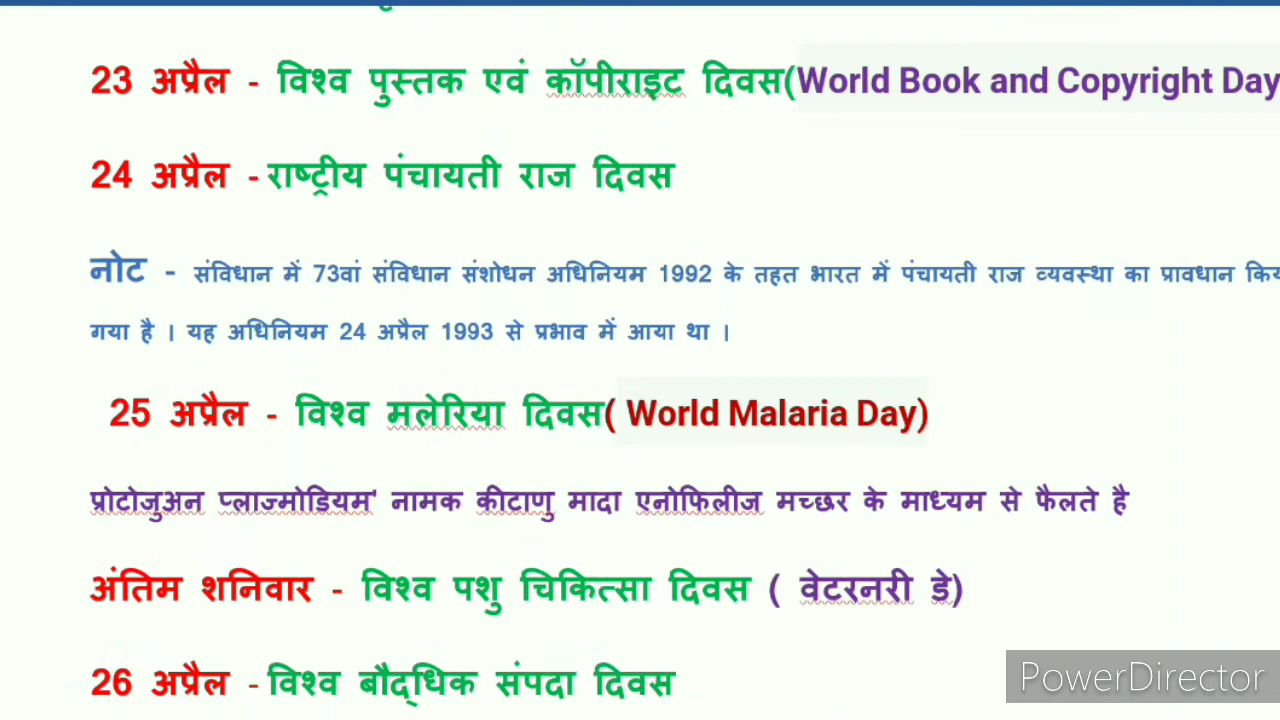 23 अप्रैल - विश्व पुस्तक एवं कॉपीराइट दिवस(World Book and Copyright Day
24 अप्रैल - राष्ट्रीय पंचायती राज दिवस
नोट - संविधान में 73वां संविधान संशोधन अधिनियम 1992 के तहत भारत में पंचायती राज व्यवस्था का प्रावधान किय
गया है । यह अधिनियम 24 अप्रैल 1993 से प्रभाव में आया था ।
25 अप्रैल - विश्व मलेरिया दिवस( World Malaria Day)
प्रोटोजुअन प्लाज्मोडियम' नामक कीटाणु मादा एनोफिलीज मच्छर के माध्यम से फैलते है
अंतिम शनिवार - विश्व पशु चिकित्सा दिवस ( वेटरनरी डे)
26 अप्रैल - विश्व बौद्धिक संपदा दिवस
PowerDirector